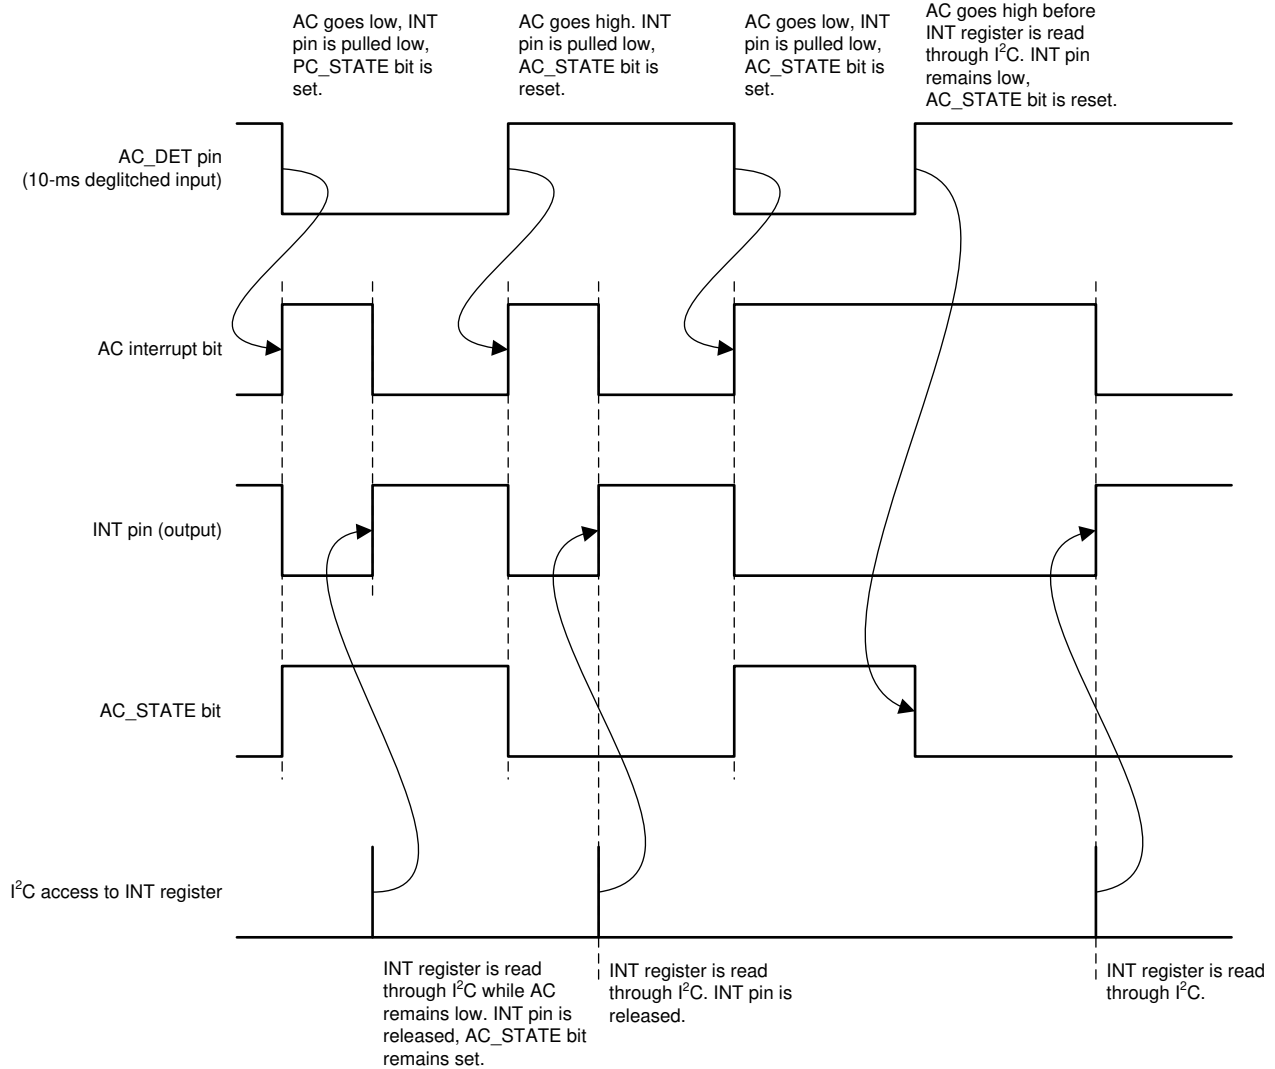 AC goes low, INT
pin is pulled low,
PC_STATE bit is
set.
AC goes high. INT
pin is pulled low,
AC_STATE bit is
reset.
AC goes low, INT
pin is pulled low,
AC_STATE bit is
set.
AC goes high before
INT register is read
through I²C. INT pin
remains low,
AC_STATE bit is reset.
AC_DET pin
(10-ms deglitched input)
AC interrupt bit
INT pin (output)
AC_STATE bit
I²C access to INT register
INT register is read
through I²C while AC
remains low. INT pin is
released, AC_STATE bit
remains set.
INT register is read
through I²C. INT pin is
released.
INT register is read
through I²C.